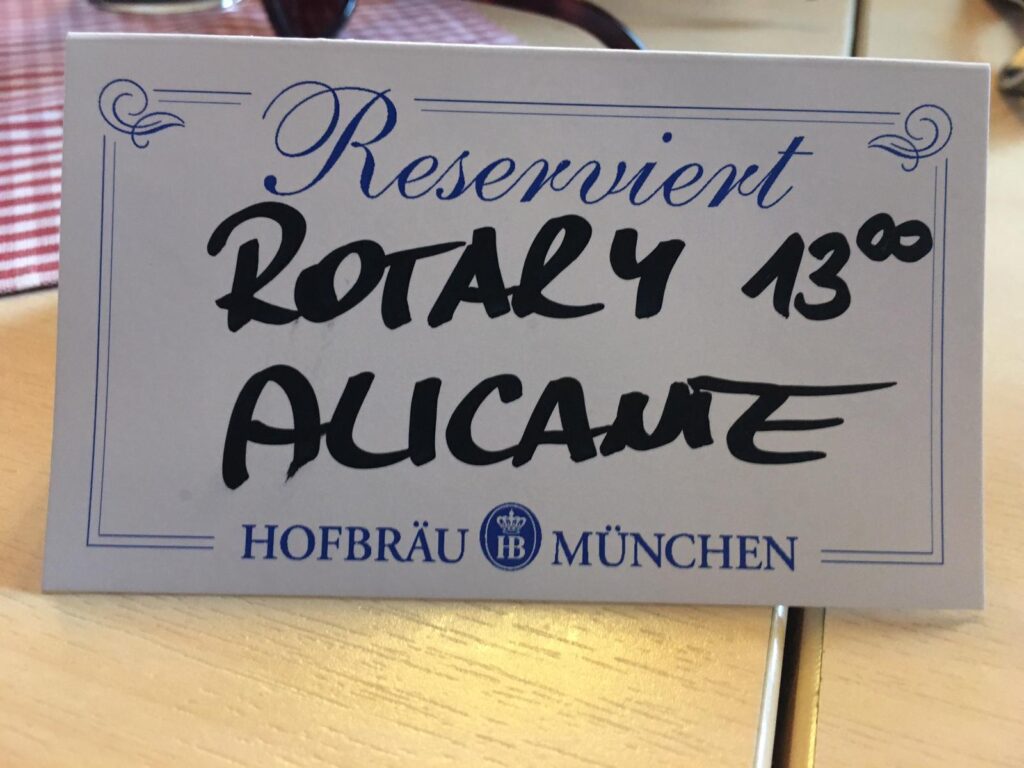 Reserviert
ROTARY 13⁰⁰
ALICANTE
HOFBRÄU HB MÜNCHEN